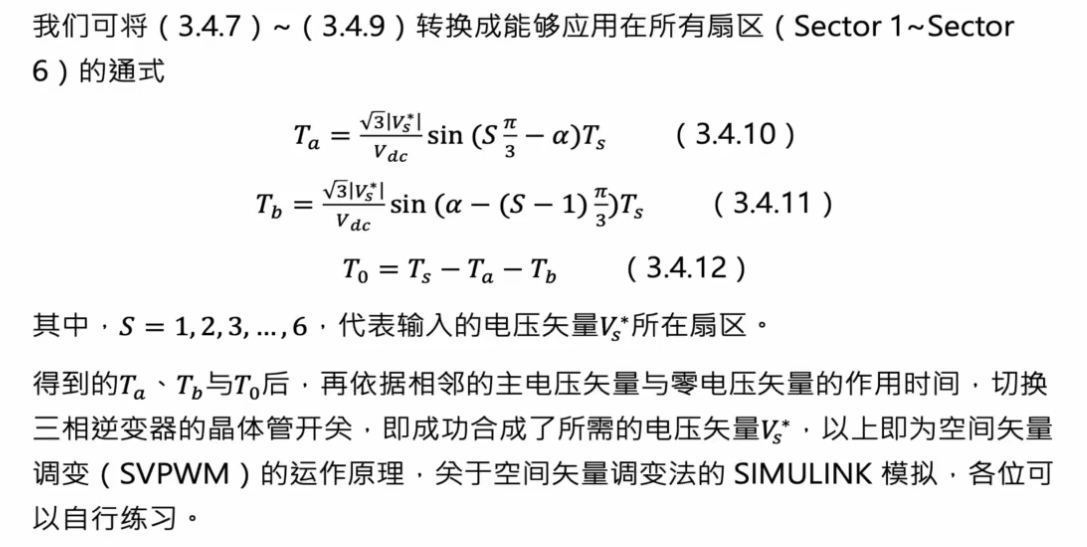 我们可将（3.4.7）~（3.4.9）转换成能够应用在所有扇区（Sector 1~Sector
6）的通式
$T_a = \frac{\sqrt{3}|V_s^*|}{V_{dc}} \sin (S\frac{\pi}{3} - \alpha)T_s$ （3.4.10）
$T_b = \frac{\sqrt{3}|V_s^*|}{V_{dc}} \sin (\alpha - (S - 1)\frac{\pi}{3})T_s$ （3.4.11）
$T_0 = T_s - T_a - T_b$ （3.4.12）
其中，$S = 1,2,3, \ldots ,6$，代表输入的电压矢量$V_s^*$所在扇区。
得到的$T_a$、$T_b$与$T_0$后，再依据相邻的主电压矢量与零电压矢量的作用时间，切换
三相逆变器的晶体管开关，即成功合成了所需的电压矢量$V_s^*$，以上即为空间矢量
调变（SVPWM）的运作原理，关于空间矢量调变法的 SIMULINK 模拟，各位可
以自行练习。